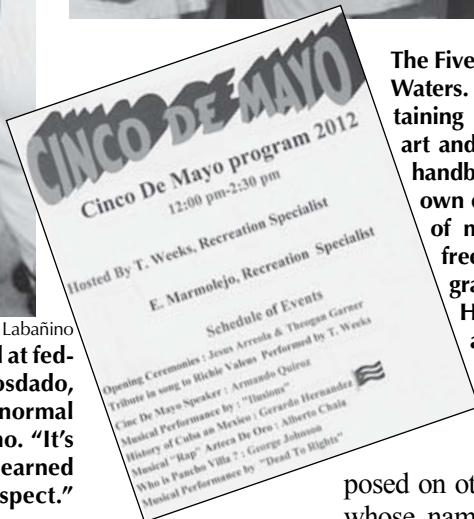 CINCO DE MAYO
Cinco De Mayo program 2012
12:00 pm-2:30 pm
Hosted By T. Weeks, Recreation Specialist
E. Marmolejo, Recreation Specialist
Schedule of Events
Opening Ceremonies : Jesus Arreola & Theogan Garner
Tribute in song to Richie Valens Performed by T. Weeks
Cinc De Mayo Speaker : Armando Quiroz
Musical Performance by : "Ilusions"
History of Cuba an Mexico : Gerardo Hernandez
Musical "Rap" Azteca De Oro : Alberto Chaia
Who is Pancho Villa ? : George Johnson
Musical Performance by "Dead To Rights"
Labañino
l at fed-
osdado,
normal
no. “It’s
earned
spect.”
The Five
Waters.
taining
art and
handb
own
of
free
gra
H
a
posed on ot
whose nam